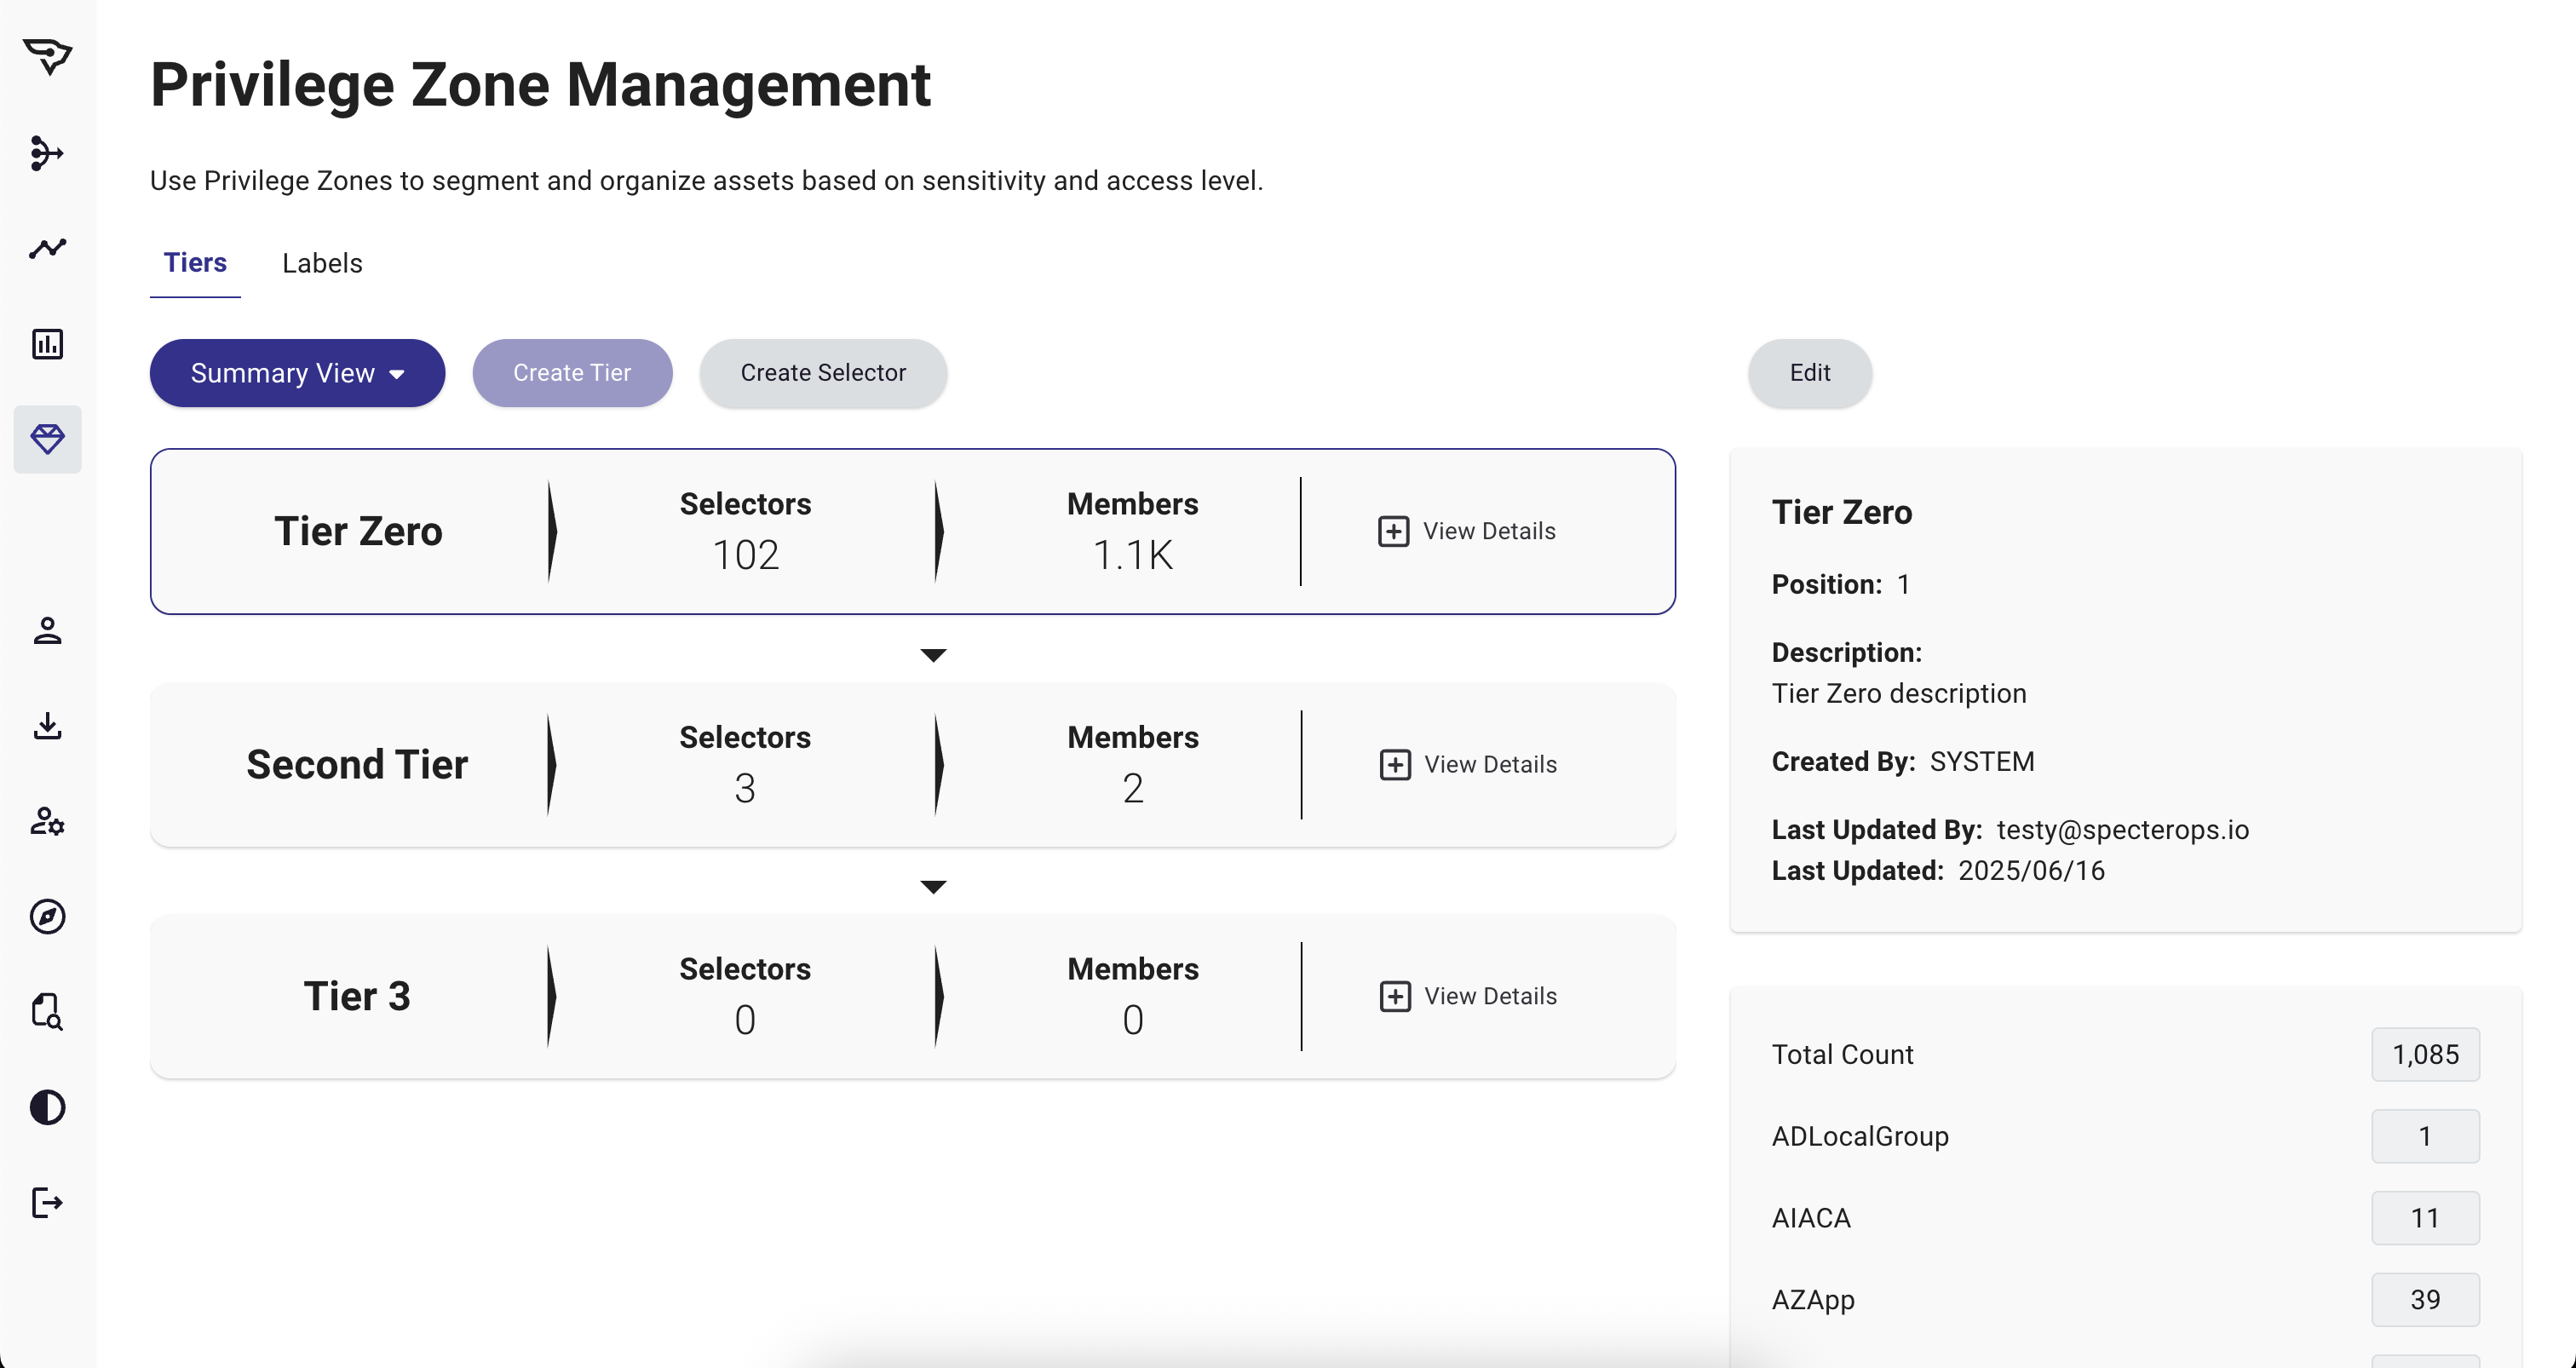 Privilege Zone Management
Use Privilege Zones to segment and organize assets based on sensitivity and access level.
Tiers Labels
Summary View Create Tier Create Selector
Tier Zero Selectors 102 Members 1.1K View Details
Second Tier Selectors 3 Members 2 View Details
Tier 3 Selectors 0 Members 0 View Details
Edit
Tier Zero
Position: 1
Description:
Tier Zero description
Created By: SYSTEM
Last Updated By: testy@specterops.io
Last Updated: 2025/06/16
Total Count 1,085
ADLocalGroup 1
AIACA 11
AZApp 39